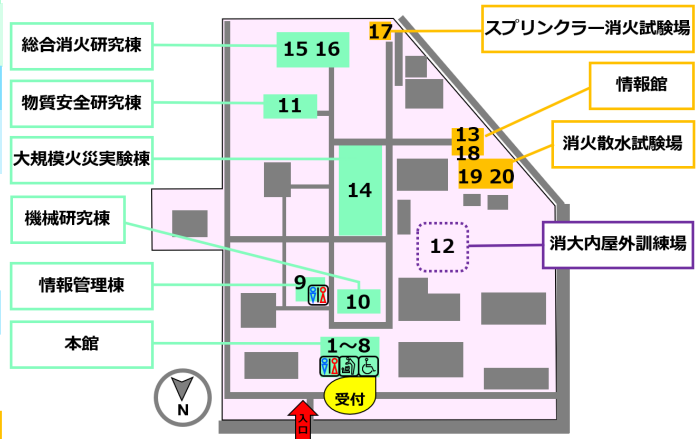 総合消火研究棟
15 16
17
スプリンクラー消火試験場
物質安全研究棟
11
情報館
大規模火災実験棟
13
18
消火散水試験場
14
19 20
機械研究棟
12
消大内屋外訓練場
情報管理棟
9
10
本館
1～8
受付
N
入口